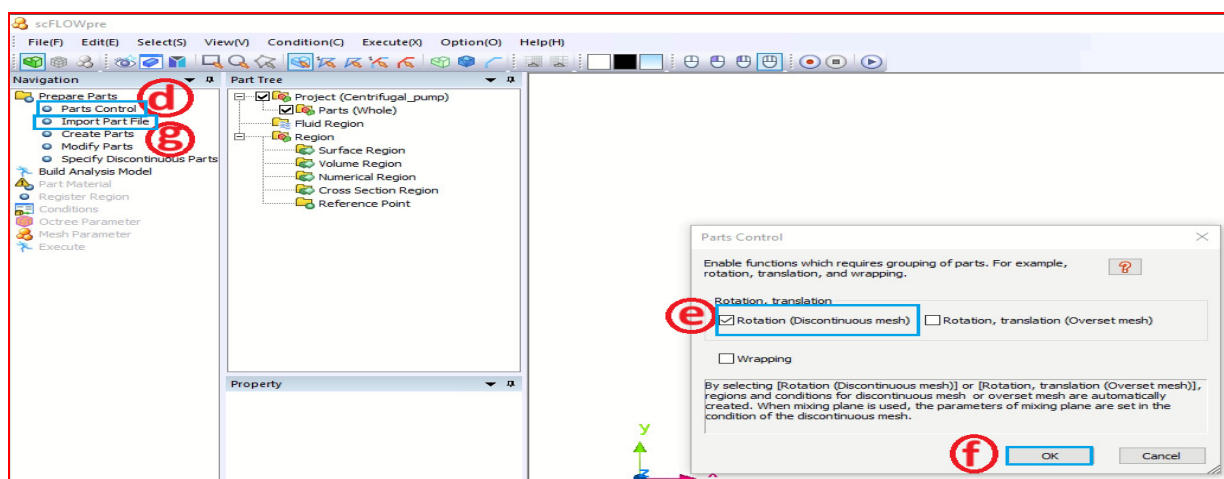 scFLOWpre
File(F) Edit(E) Select(S) View(V) Condition(C) Execute(X) Option(O) Help(H)
Navigation
Prepare Parts
d
Parts Control
Import Part File
g
Create Parts
Modify Parts
Specify Discontinuous Parts
Build Analysis Model
Part Material
Register Region
Conditions
Octree Parameter
Mesh Parameter
Execute
Part Tree
Project (Centrifugal_pump)
Parts (Whole)
Fluid Region
Region
Surface Region
Volume Region
Numerical Region
Cross Section Region
Reference Point
Property
y
z
x
Parts Control
Enable functions which requires grouping of parts. For example,
rotation, translation, and wrapping.
Rotation, translation
e
Rotation (Discontinuous mesh) Rotation, translation (Overset mesh)
Wrapping
By selecting [Rotation (Discontinuous mesh)] or [Rotation, translation (Overset mesh)],
regions and conditions for discontinuous mesh or overset mesh are automatically
created. When mixing plane is used, the parameters of mixing plane are set in the
condition of the discontinuous mesh.
f
OK Cancel